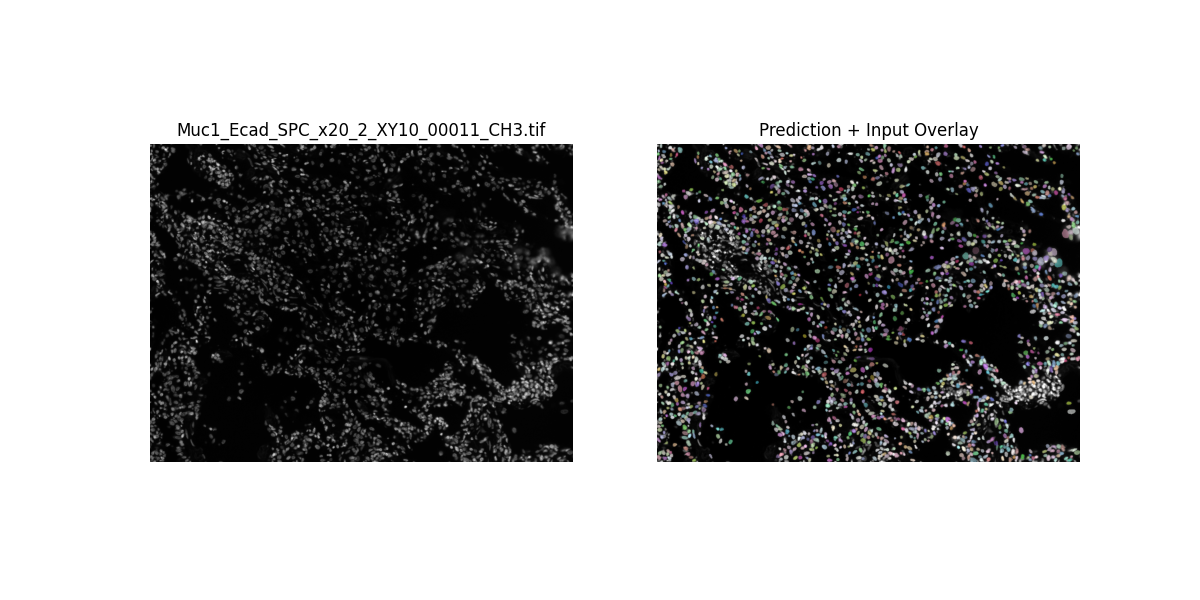 Muc1_Ecad_SPC_x20_2_XY10_00011_CH3.tif
Prediction + Input Overlay